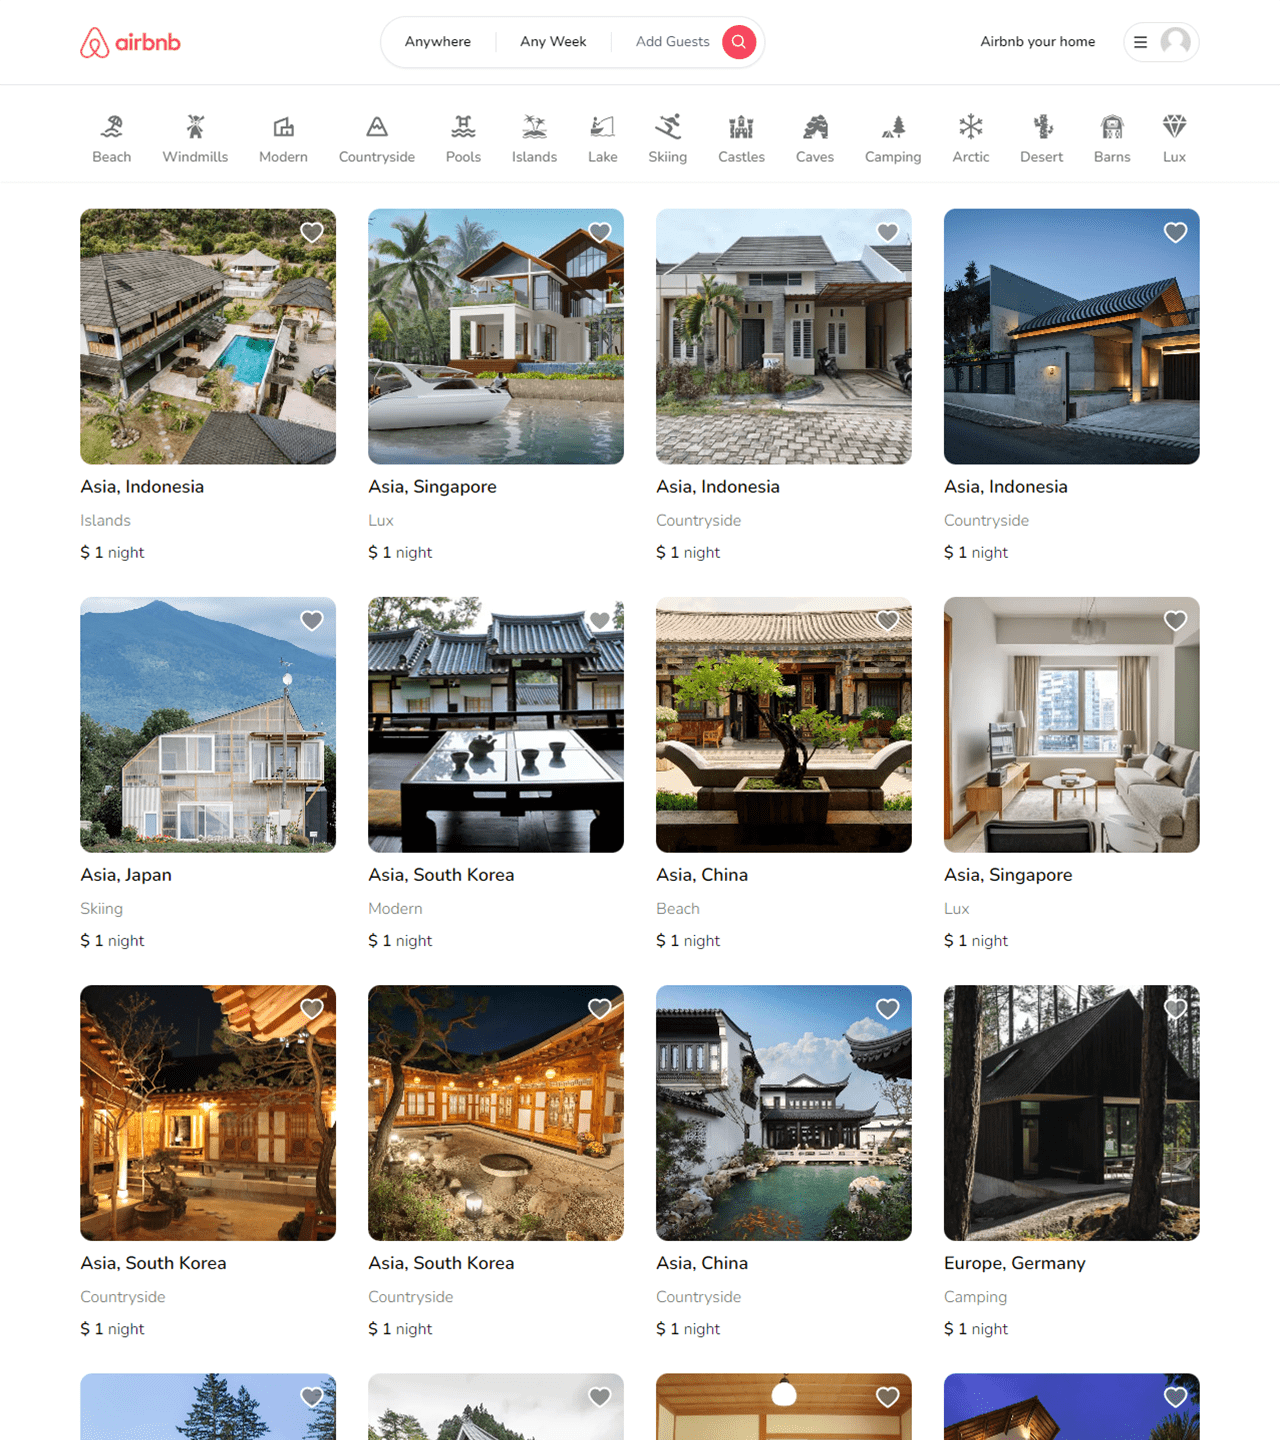 airbnb
Anywhere
Any Week
Add Guests
Airbnb your home
Beach
Windmills
Modern
Countryside
Pools
Islands
Lake
Skiing
Castles
Caves
Camping
Arctic
Desert
Barns
Lux
Asia, Indonesia
Islands
$ 1 night
Asia, Singapore
Lux
$ 1 night
Asia, Indonesia
Countryside
$ 1 night
Asia, Indonesia
Countryside
$ 1 night
Asia, Japan
Skiing
$ 1 night
Asia, South Korea
Modern
$ 1 night
Asia, China
Beach
$ 1 night
Asia, Singapore
Lux
$ 1 night
Asia, South Korea
Countryside
$ 1 night
Asia, South Korea
Countryside
$ 1 night
Asia, China
Countryside
$ 1 night
Europe, Germany
Camping
$ 1 night